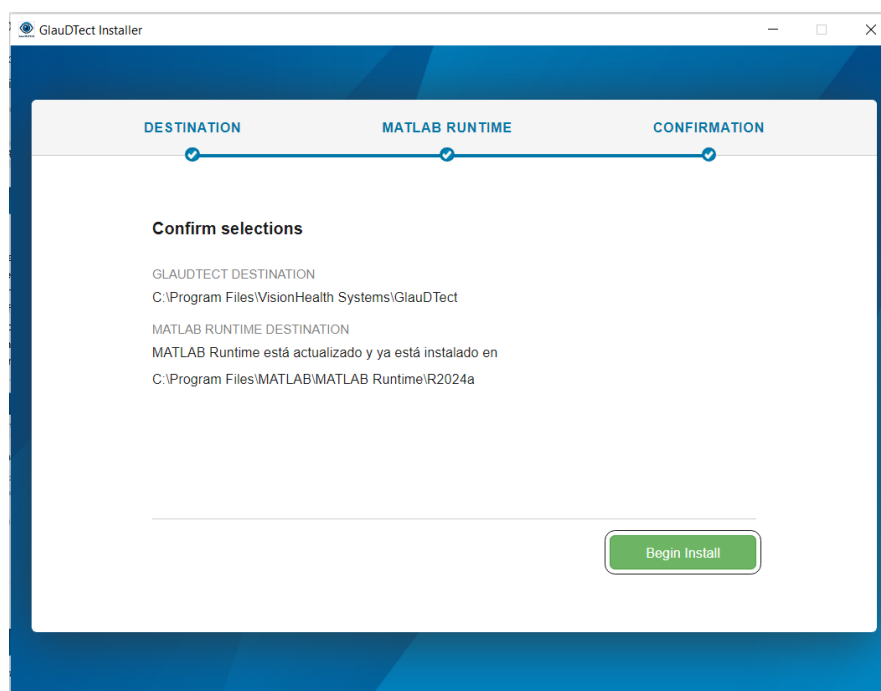 GlauDTect Installer
DESTINATION
MATLAB RUNTIME
CONFIRMATION
Confirm selections
GLAUDTECT DESTINATION
C:\Program Files\VisionHealth Systems\GlauDTect
MATLAB RUNTIME DESTINATION
MATLAB Runtime está actualizado y ya está instalado en
C:\Program Files\MATLAB\MATLAB Runtime\R2024a
Begin Install